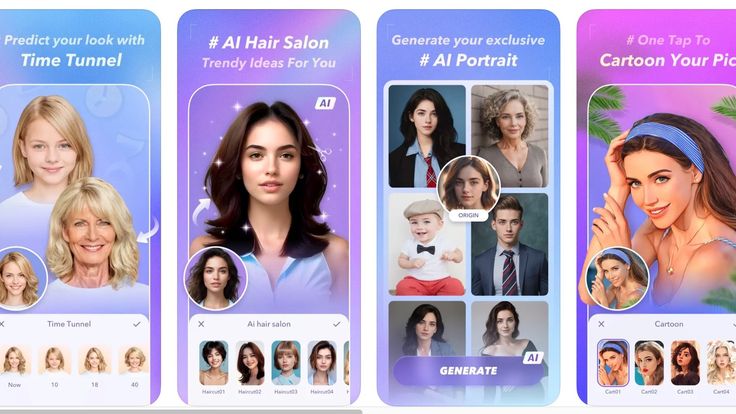 # Predict your look with
Time Tunnel
Time Tunnel
Now
10
18
40
# AI Hair Salon
Trendy Ideas For You
AI
Ai hair salon
Haircut01
Haircut02
Haircut03
Haircut04
Generate your exclusive
# AI Portrait
ORIGIN
GENERATE
AI
# One Tap To
Cartoon Your Pic
Cartoon
Cart01
Cart02
Cart03
Cart04